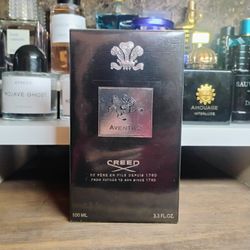 BYREDO
MOJAVE GHOST
AMOUAGE
INTERLUDE
AVENTUS
CREED
DE PÈRE EN FILS DEPUIS 1760
FROM FATHER TO SON SINCE 1760
100 ML
3.3 FL.OZ.